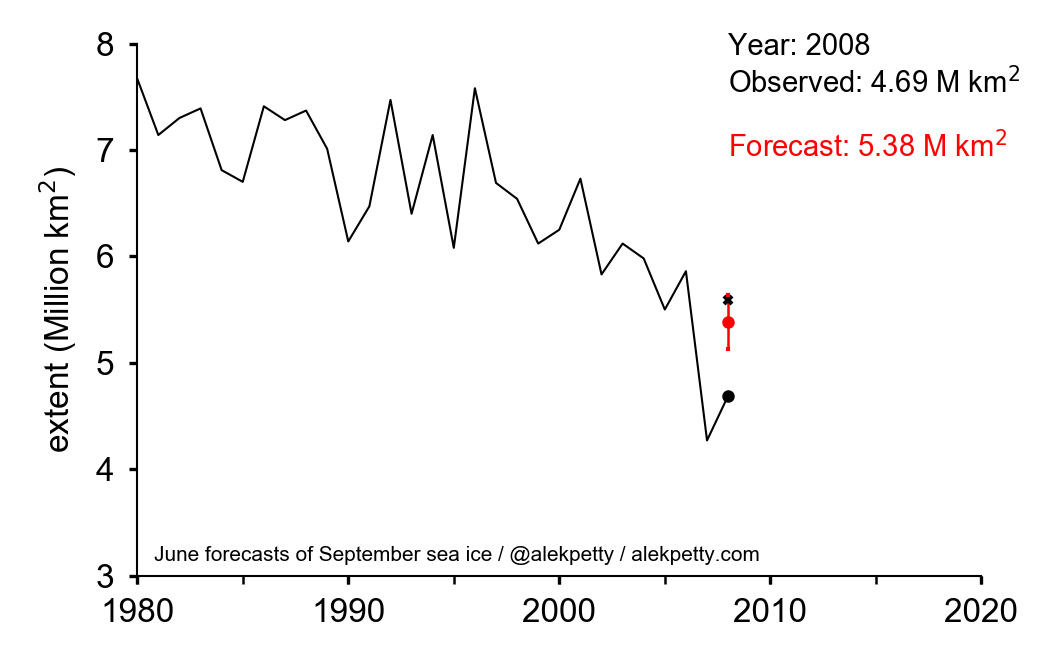 Year: 2008
Observed: 4.69 M km²
Forecast: 5.38 M km²
8
7
6
5
4
3
extent (Million km²)
June forecasts of September sea ice / @alekpetty / alekpetty.com
1980 1990 2000 2010 2020